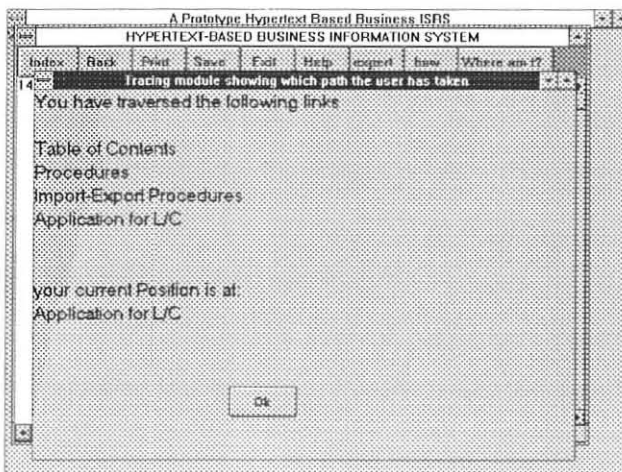 A Prototype Hypertext Based Business ISRS
HYPERTEXT-BASED BUSINESS INFORMATION SYSTEM
Index Back Print Save Exit Help expert how Where am I?
Tracing module showing which path the user has taken
14
You have traversed the following links
Table of Contents
Procedures
Import-Export Procedures
Application for L/C
your current Position is at:
Application for L/C
Ok